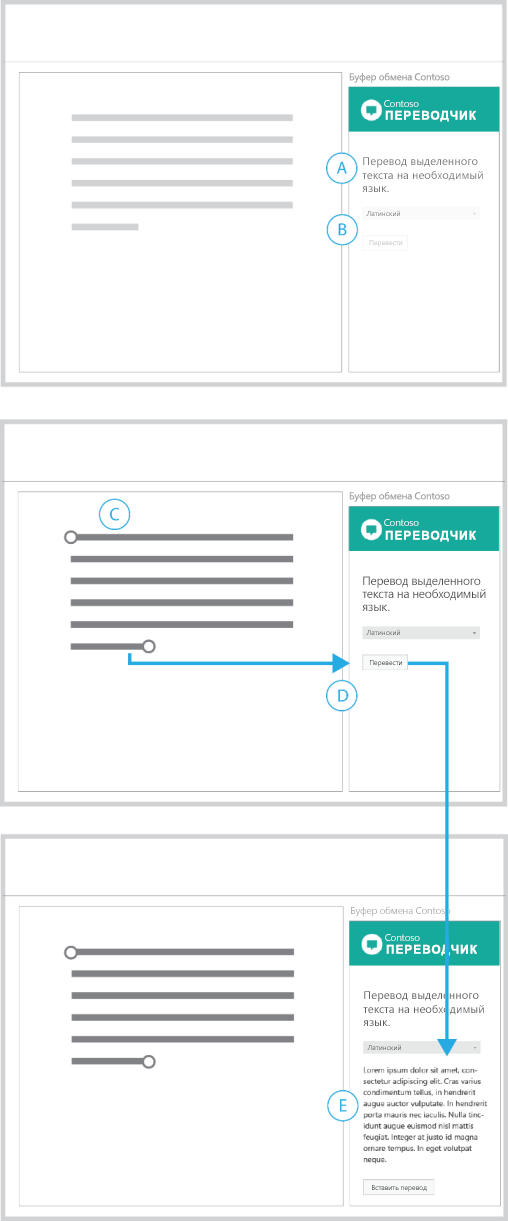 Буфер обмена Contoso
Contoso
ПЕРЕВОДЧИК
A
Перевод выделенного
текста на необходимый
язык.
Латинский
B
Перевести
Буфер обмена Contoso
C
Contoso
ПЕРЕВОДЧИК
Перевод выделенного
текста на необходимый
язык.
Латинский
Перевести
D
Буфер обмена Contoso
Contoso
ПЕРЕВОДЧИК
Перевод выделенного
текста на необходимый
язык.
Латинский
Lorem ipsum dolor sit amet, con-
sectetur adipiscing elit. Cras varius
condimentum tellus, in hendrerit
augue auctor vulputate. In hendrerit
E
porta mauris nec iaculis. Nulla tinc-
idunt augue euismod nisl mattis
feugiat. Integer at justo id magna
ornare tempus. In eget volutpat
neque.
Вставить перевод